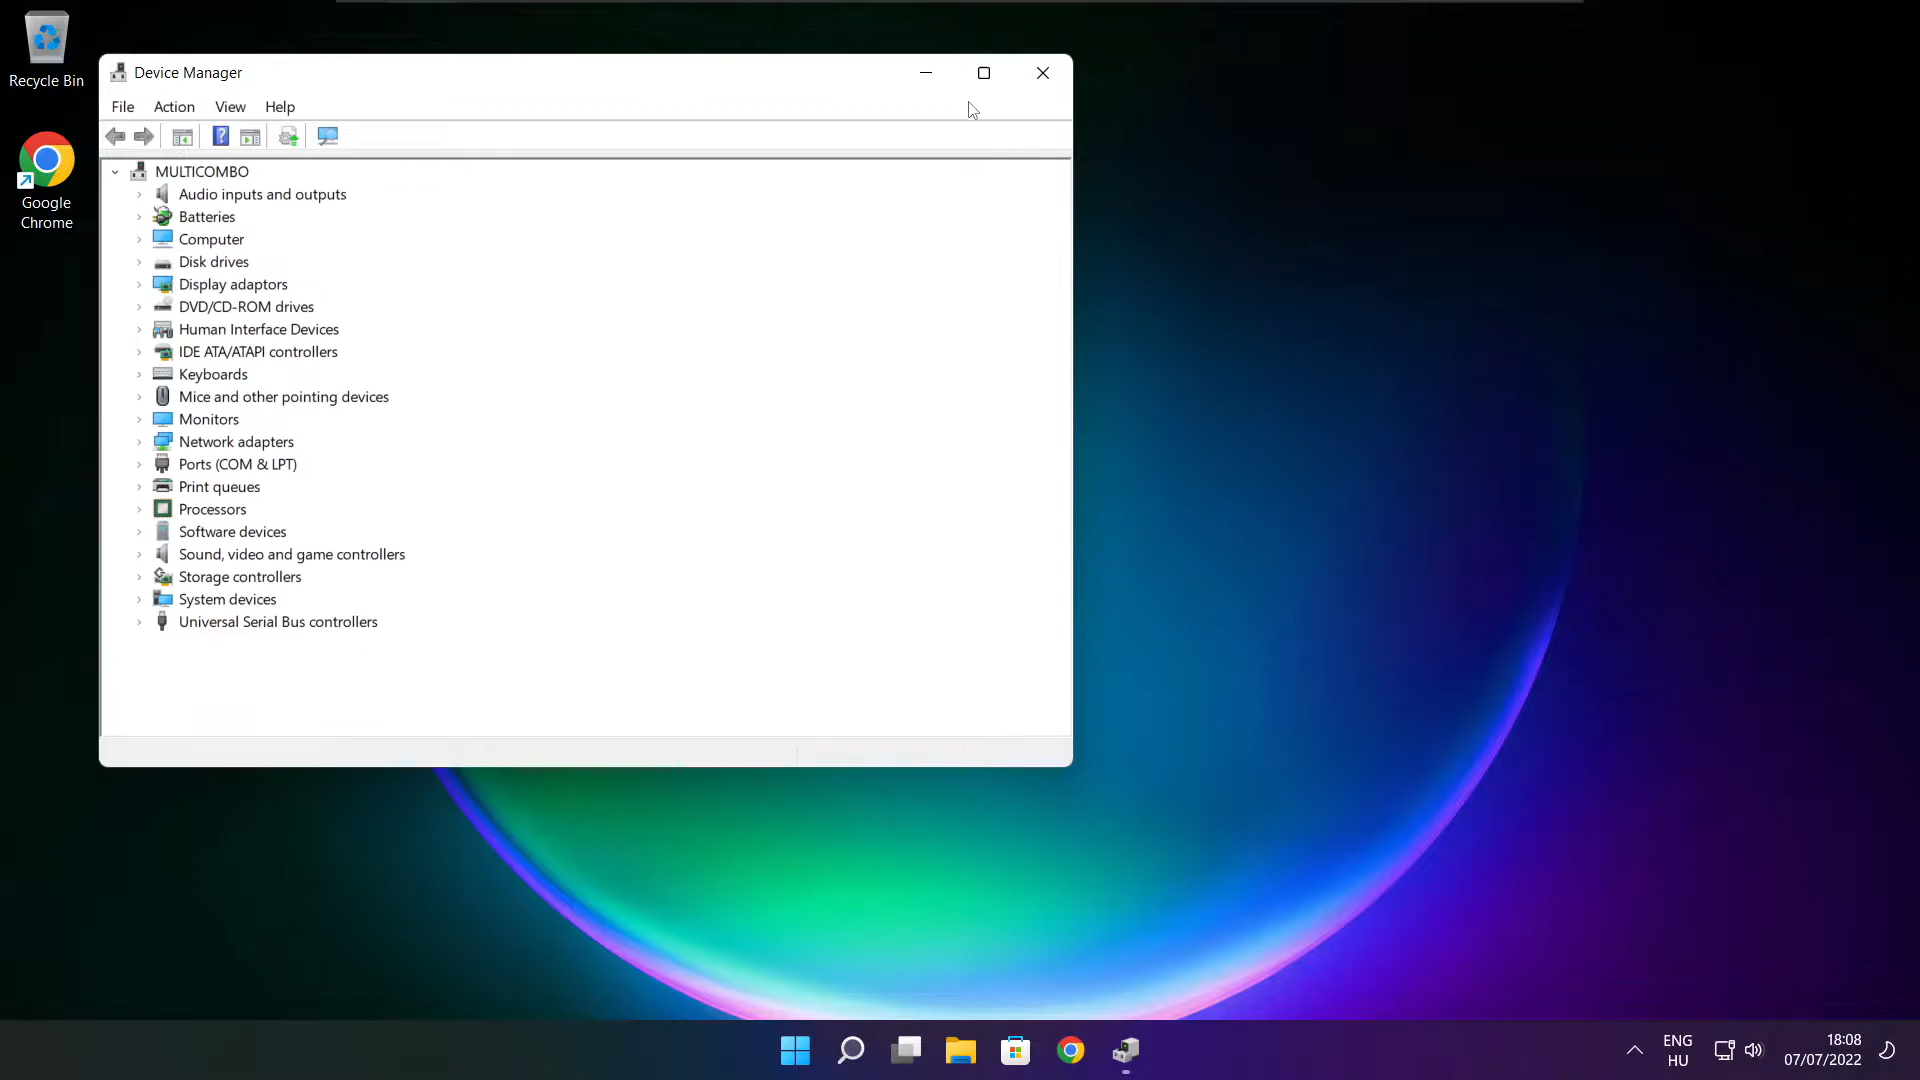 Recycle Bin
Google
Chrome
Device Manager
File Action View Help
MULTICOMBO
Audio inputs and outputs
Batteries
Computer
Disk drives
Display adaptors
DVD/CD-ROM drives
Human Interface Devices
IDE ATA/ATAPI controllers
Keyboards
Mice and other pointing devices
Monitors
Network adapters
Ports (COM & LPT)
Print queues
Processors
Software devices
Sound, video and game controllers
Storage controllers
System devices
Universal Serial Bus controllers
ENG
HU
18:08
07/07/2022